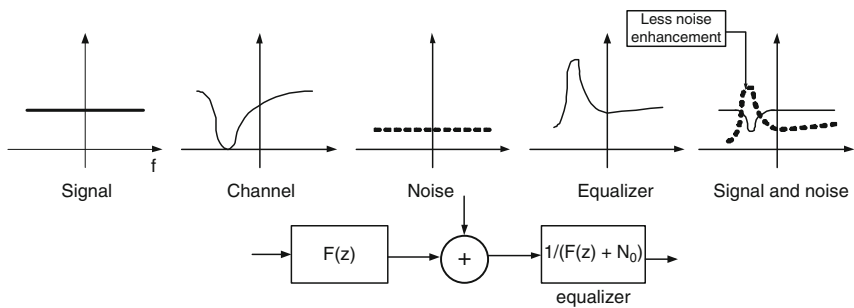 Less noise
enhancement
f
Signal
Channel
Noise
Equalizer
Signal and noise
F(z)
+
1/(F(z) + N₀)
equalizer